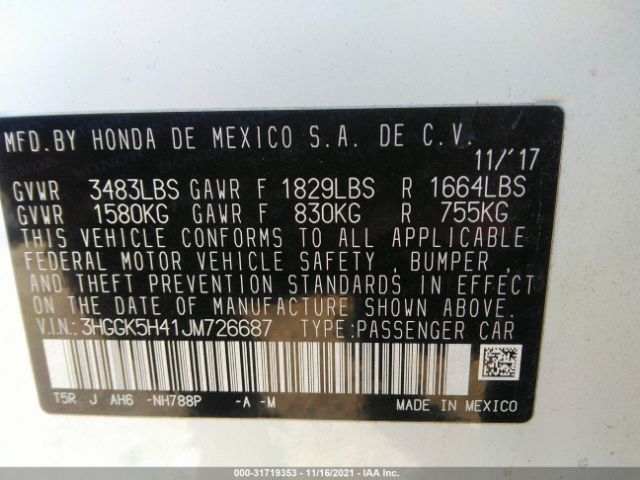 MFD. BY HONDA DE MEXICO S.A. DE C.V.
11/'17
GVWR 3483LBS GAWR F 1829LBS R 1664LBS
GVWR 1580KG GAWR F 830KG R 755KG
THIS VEHICLE CONFORMS TO ALL APPLICABLE
FEDERAL MOTOR VEHICLE SAFETY , BUMPER ,
AND THEFT PREVENTION STANDARDS IN EFFECT
ON THE DATE OF MANUFACTURE SHOWN ABOVE.
V.I.N.: 3HGGK5H41JM726687 TYPE:PASSENGER CAR
T5R J AH6 -NH788P -A -M
MADE IN MEXICO
000-31719353 - 11/16/2021 - IAA Inc.